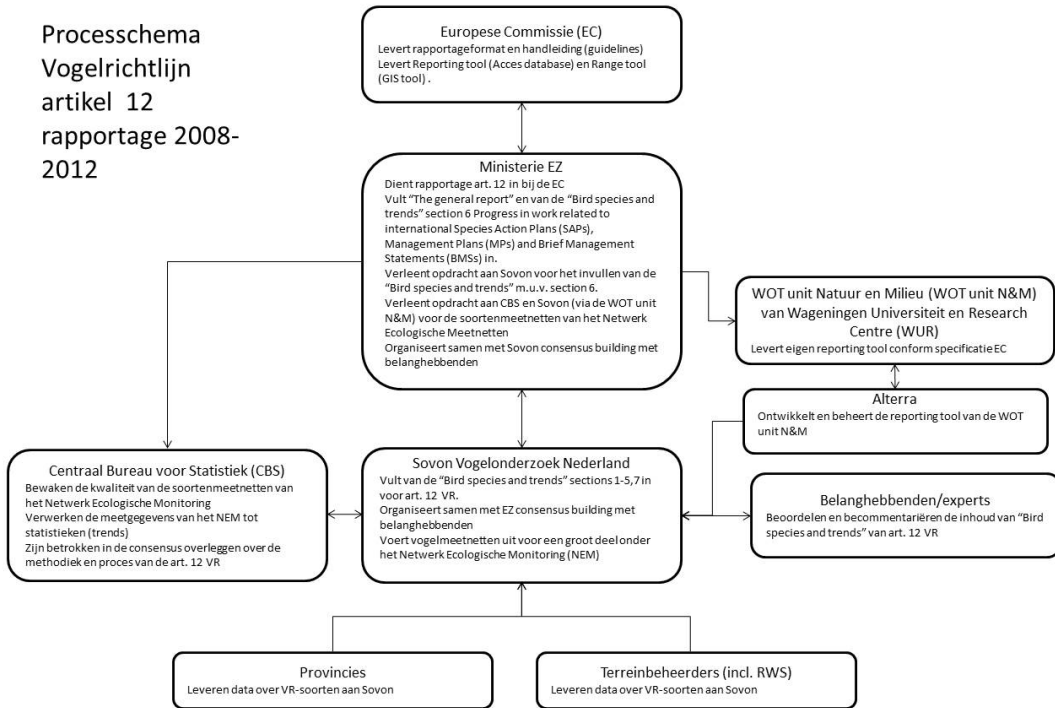 Processchema
Vogelrichtlijn
artikel 12
rapportage 2008-
2012
Europese Commissie (EC)
Levert rapportageformat en handleiding (guidelines)
Levert Reporting tool (Acces database) en Range tool
(GIS tool) .
Ministerie EZ
Dient rapportage art. 12 in bij de EC
Vult “The general report” en van de “Bird species and
trends” section 6 Progress in work related to
international Species Action Plans (SAPs),
Management Plans (MPs) and Brief Management
Statements (BMSs) in.
Verleent opdracht aan Sovon voor het invullen van de
“Bird species and trends” m.u.v. section 6.
Verleent opdracht aan CBS en Sovon (via de WOT unit
N&M) voor de soortenmeetnetten van het Netwerk
Ecologische Meetnetten
Organiseert samen met Sovon consensus building met
belanghebbenden
WOT unit Natuur en Milieu (WOT unit N&M)
van Wageningen Universiteit en Research
Centre (WUR)
Levert eigen reporting tool conform specificatie EC
Alterra
Ontwikkelt en beheert de reporting tool van de WOT
unit N&M
Centraal Bureau voor Statistiek (CBS)
Bewaken de kwaliteit van de soortenmeetnetten van
het Netwerk Ecologische Monitoring
Verwerken de meetgegevens van het NEM tot
statistieken (trends)
Zijn betrokken in de consensus overleggen over de
methodiek en proces van de art. 12 VR
Sovon Vogelonderzoek Nederland
Vult van de “Bird species and trends” sections 1-5,7 in
voor art. 12 VR.
Organiseert samen met EZ consensus building met
belanghebbenden
Voert vogelmeetnetten uit voor een groot deel onder
het Netwerk Ecologische Monitoring (NEM)
Belanghebbenden/experts
Beoordelen en becommentariëren de inhoud van “Bird
species and trends” van art. 12 VR
Provincies
Leveren data over VR-soorten aan Sovon
Terreinbeheerders (incl. RWS)
Leveren data over VR-soorten aan Sovon